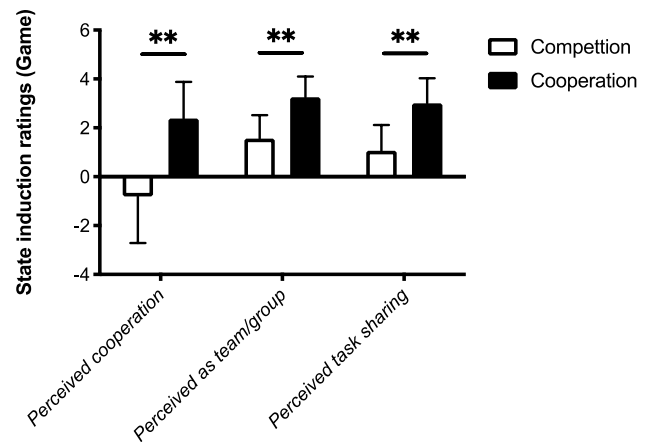 State induction ratings (Game)
6
4
2
0
-2
-4
**
**
**
Perceived cooperation
Perceived as team/group
Perceived task sharing
Compettion
Cooperation